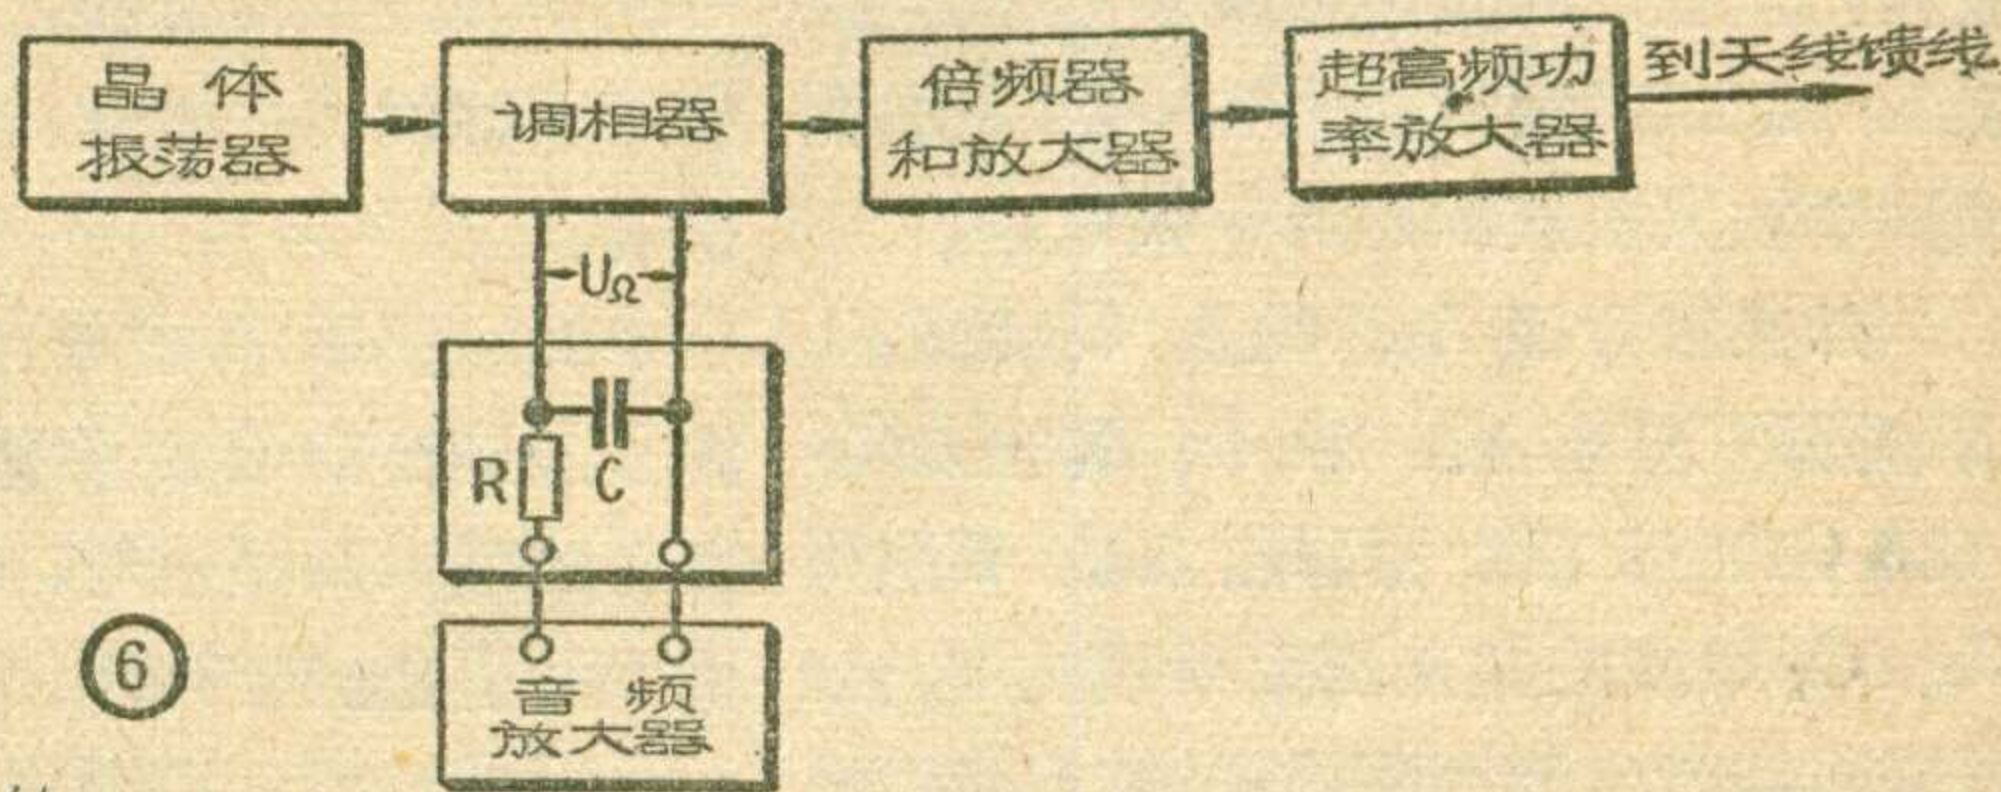 晶体
振荡器
调相器
倍频器
和放大器
超高频功
率放大器
到天线馈线
UΩ
R
C
音频
放大器
6